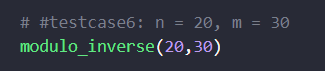 # #testcase6: n = 20, m = 30
modulo_inverse(20,30)